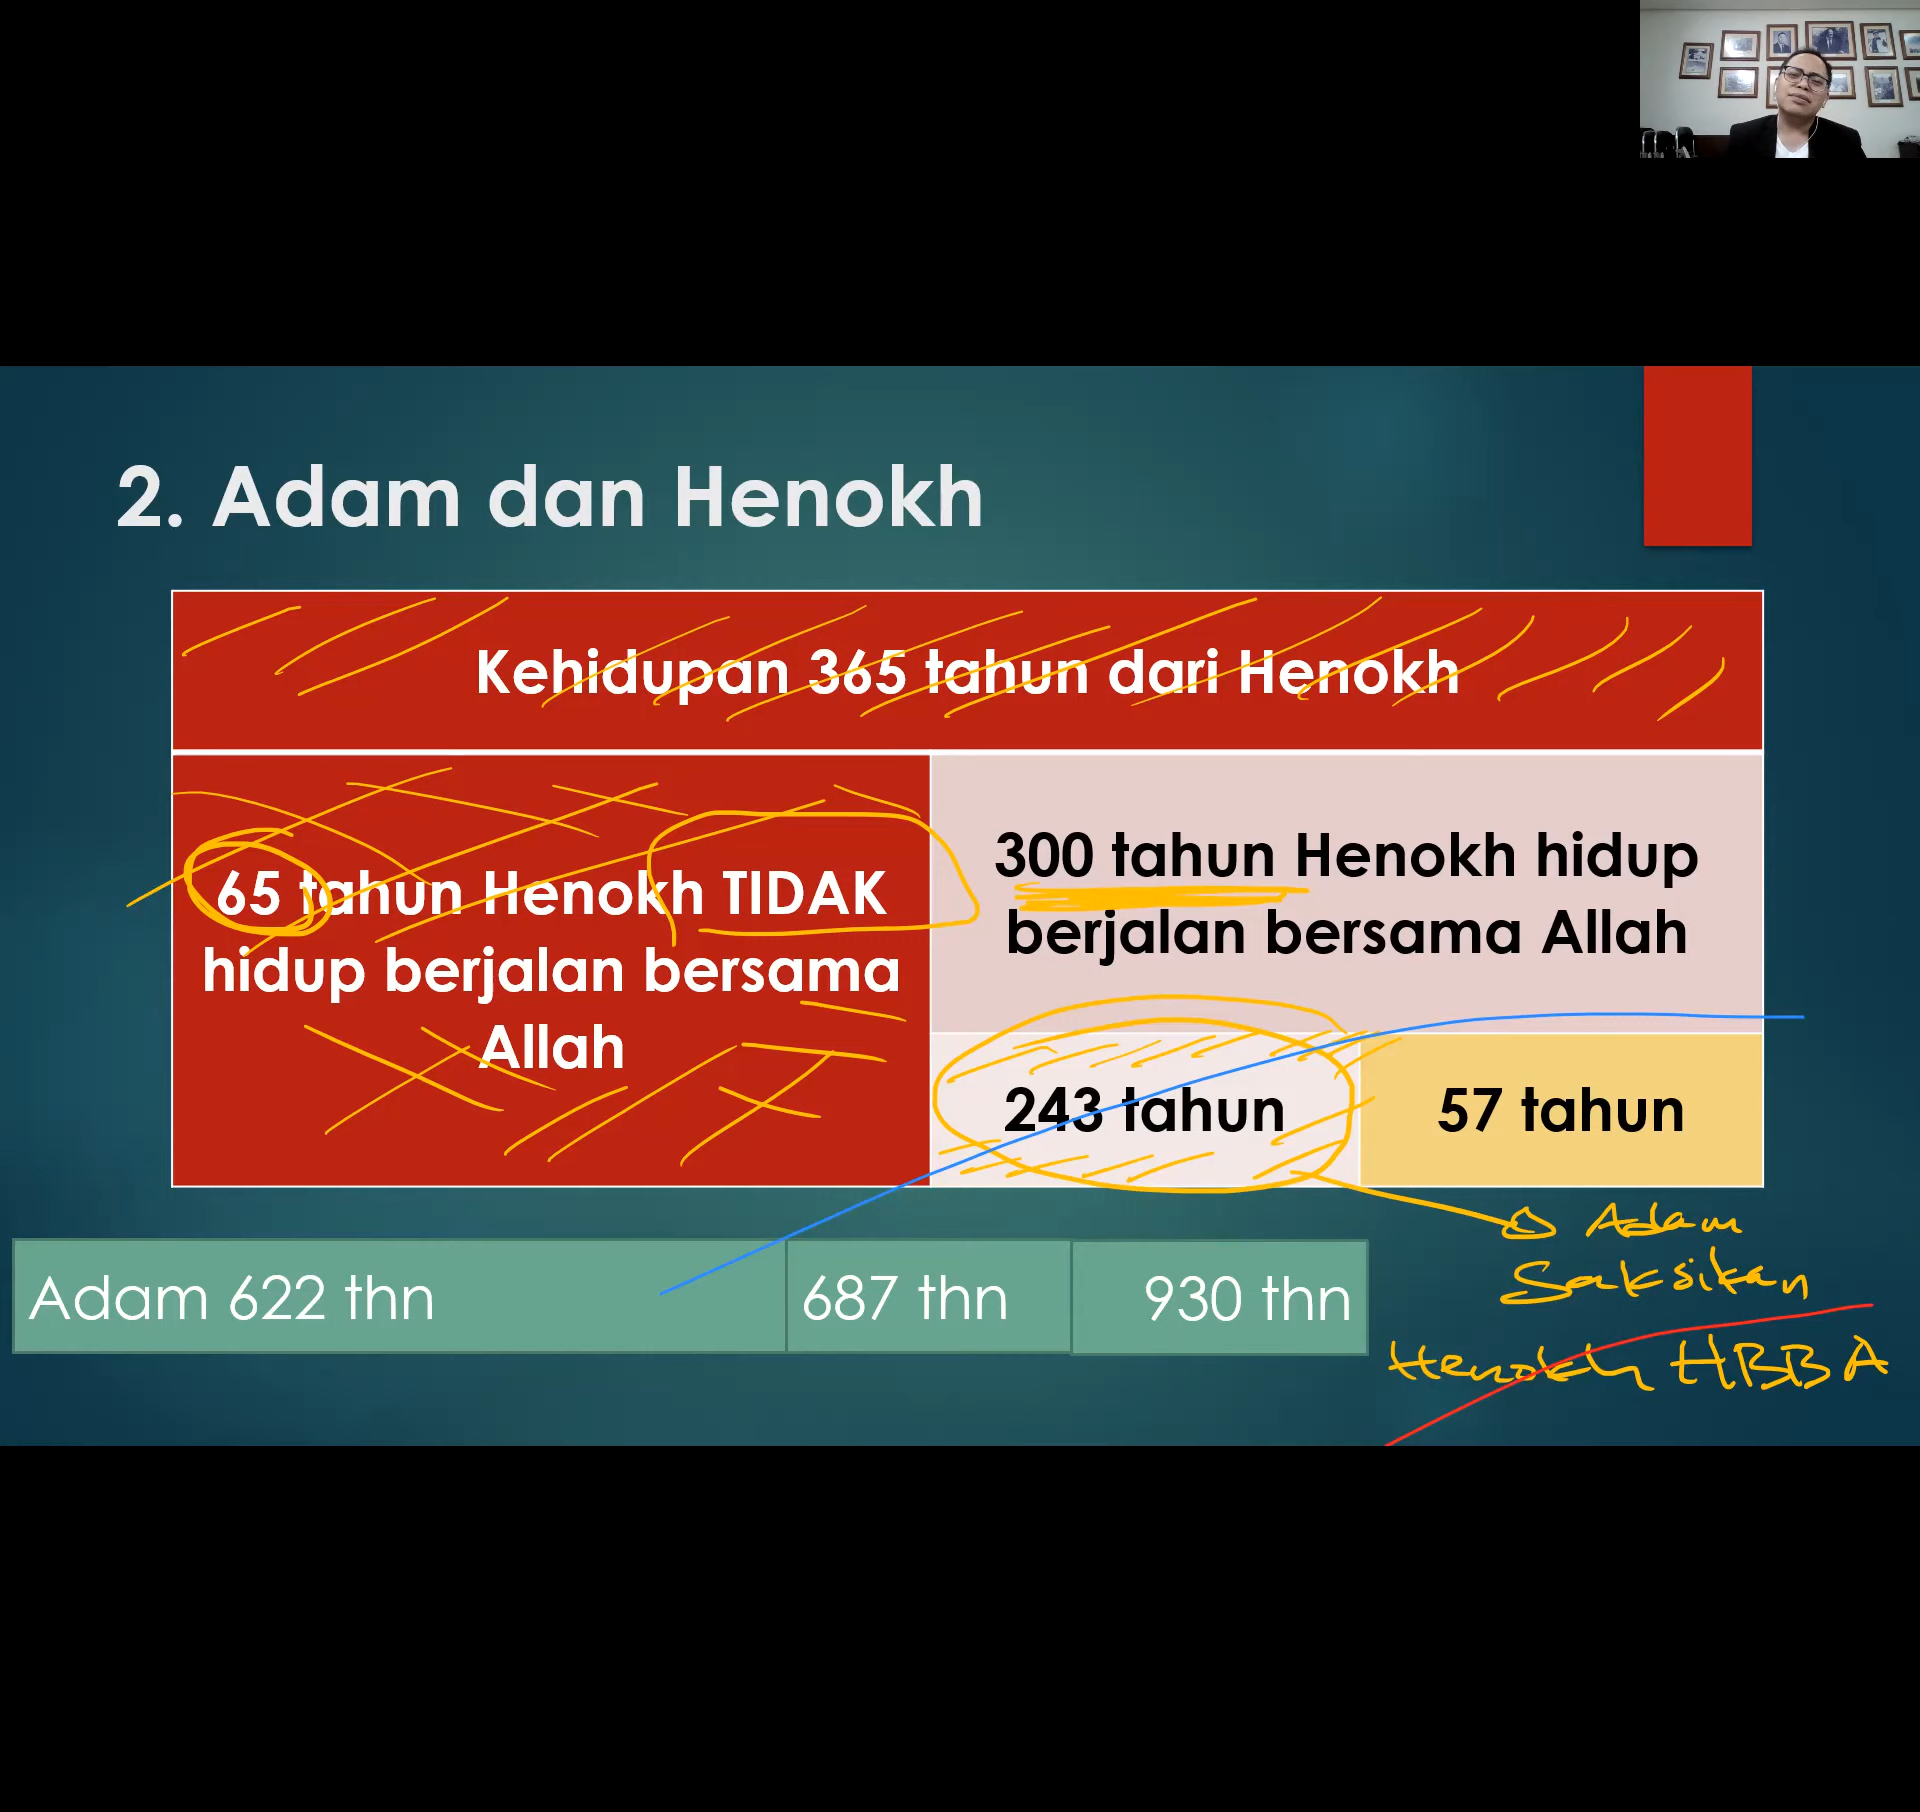 2. Adam dan Henokh
Kehidupan 365 tahun dari Henokh
65 tahun Henokh TIDAK
hidup berjalan bersama
Allah
300 tahun Henokh hidup
berjalan bersama Allah
243 tahun
57 tahun
Adam
Saksikan
Henokh HBBA
Adam 622 thn
687 thn
930 thn